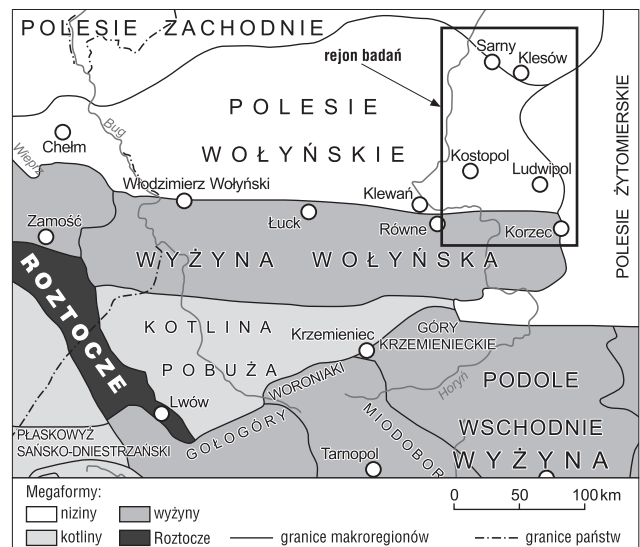 POLESIE ZACHODNIE
rejon badań
Sarny
Klesów
POLESIE
WOŁYŃSKIE
POLESIE ŻYTOMIERSKIE
Chełm
Bug
Wieprz
Kostopol
Ludwipol
Włodzimierz Wołyński
Klewań
Zamość
Łuck
Równe
Korzec
WYŻYNA WOŁYŃSKA
ROZTOCZE
KOTLINA
POBUŻA
Krzemieniec
GÓRY
KRZEMIENIECKIE
WORONIAKI
Horyń
PODOLE
WSCHODNIE
Lwów
GOŁOGÓRY
MIODOBOR
PŁASKOWYŻ
SAŃSKO-DNIESTRZAŃSKI
Tarnopol
WYŻYNA
Megaformy:
niziny
wyżyny
kotliny
Roztocze
granice makroregionów
granice państw
0 50 100 km